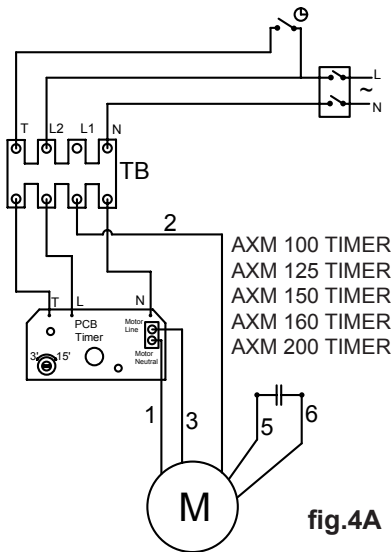 L
~
N
T L2 L1 N
TB
2
AXM 100 TIMER
AXM 125 TIMER
AXM 150 TIMER
AXM 160 TIMER
AXM 200 TIMER
T L N
PCB
Timer
Motor
Line
3' 15'
Motor
Neutral
1 3 5 6
M
fig.4A